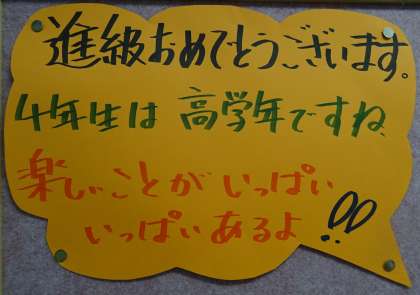 進級おめでとうございます。
4年生は 高学年ですね、
楽しいことが いっぱい
いっぱい あるよ!!